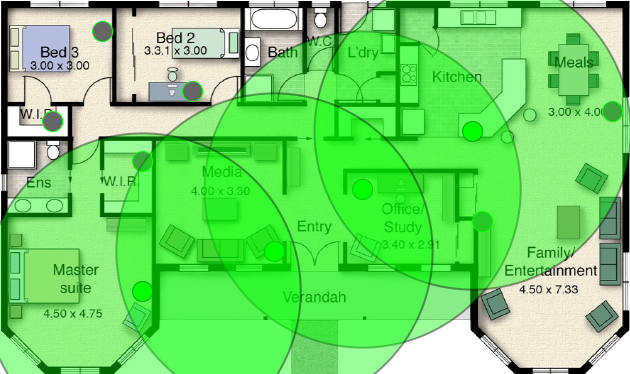 Bed 3
3.00 x 3.00
Bed 2
3.3.1 x 3.00
Bath
W.C
L'dry
Kitchen
Meals
3.00 x 4.00
W.I.R
Ens
W.I.R
Media
4.00 x 3.30
Office/
Study
3.40 x 2.91
Entry
Master
suite
4.50 x 4.75
Verandah
Family/
Entertainment
4.50 x 7.33